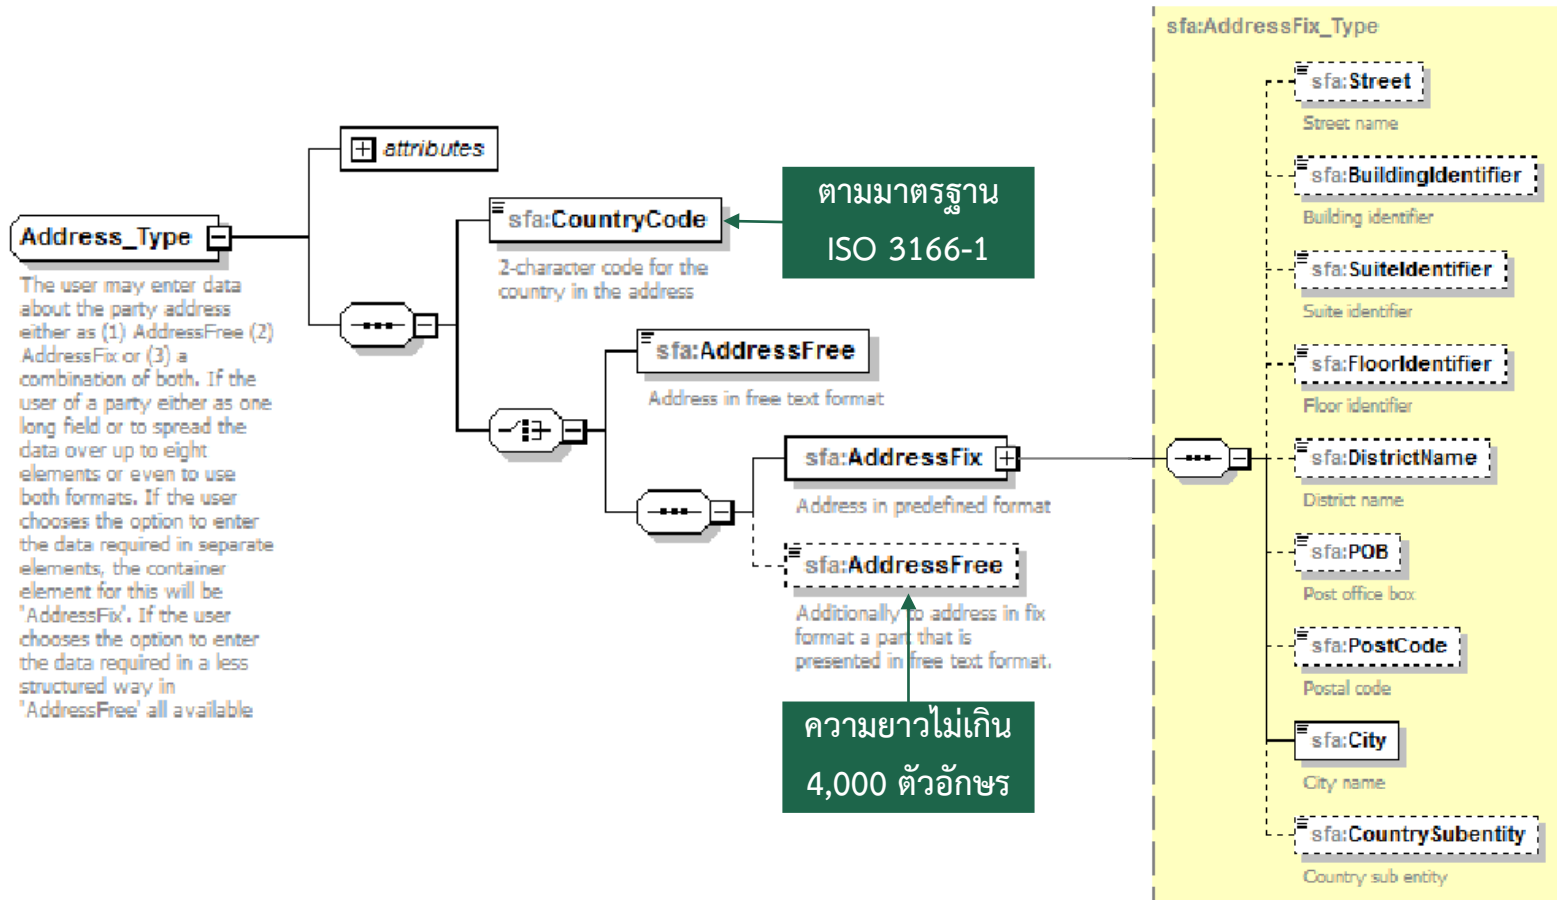 Address_Type
The user may enter data
about the party address
either as (1) AddressFree (2)
AddressFix or (3) a
combination of both. If the
user of a party either as one
long field or to spread the
data over up to eight
elements or even to use
both formats. If the user
chooses the option to enter
the data required in separate
elements, the container
element for this will be
'AddressFix'. If the user
chooses the option to enter
the data required in a less
structured way in
'AddressFree' all available
attributes
sfa:CountryCode
2-character code for the
country in the address
ตามมาตรฐาน
ISO 3166-1
sfa:AddressFree
Address in free text format
sfa:AddressFix
Address in predefined format
sfa:AddressFree
Additionally to address in fix
format a part that is
presented in free text format.
ความยาวไม่เกิน
4,000 ตัวอักษร
sfa:AddressFix_Type
sfa:Street
Street name
sfa:BuildingIdentifier
Building identifier
sfa:SuiteIdentifier
Suite identifier
sfa:FloorIdentifier
Floor identifier
sfa:DistrictName
District name
sfa:POB
Post office box
sfa:PostCode
Postal code
sfa:City
City name
sfa:CountrySubentity
Country sub entity